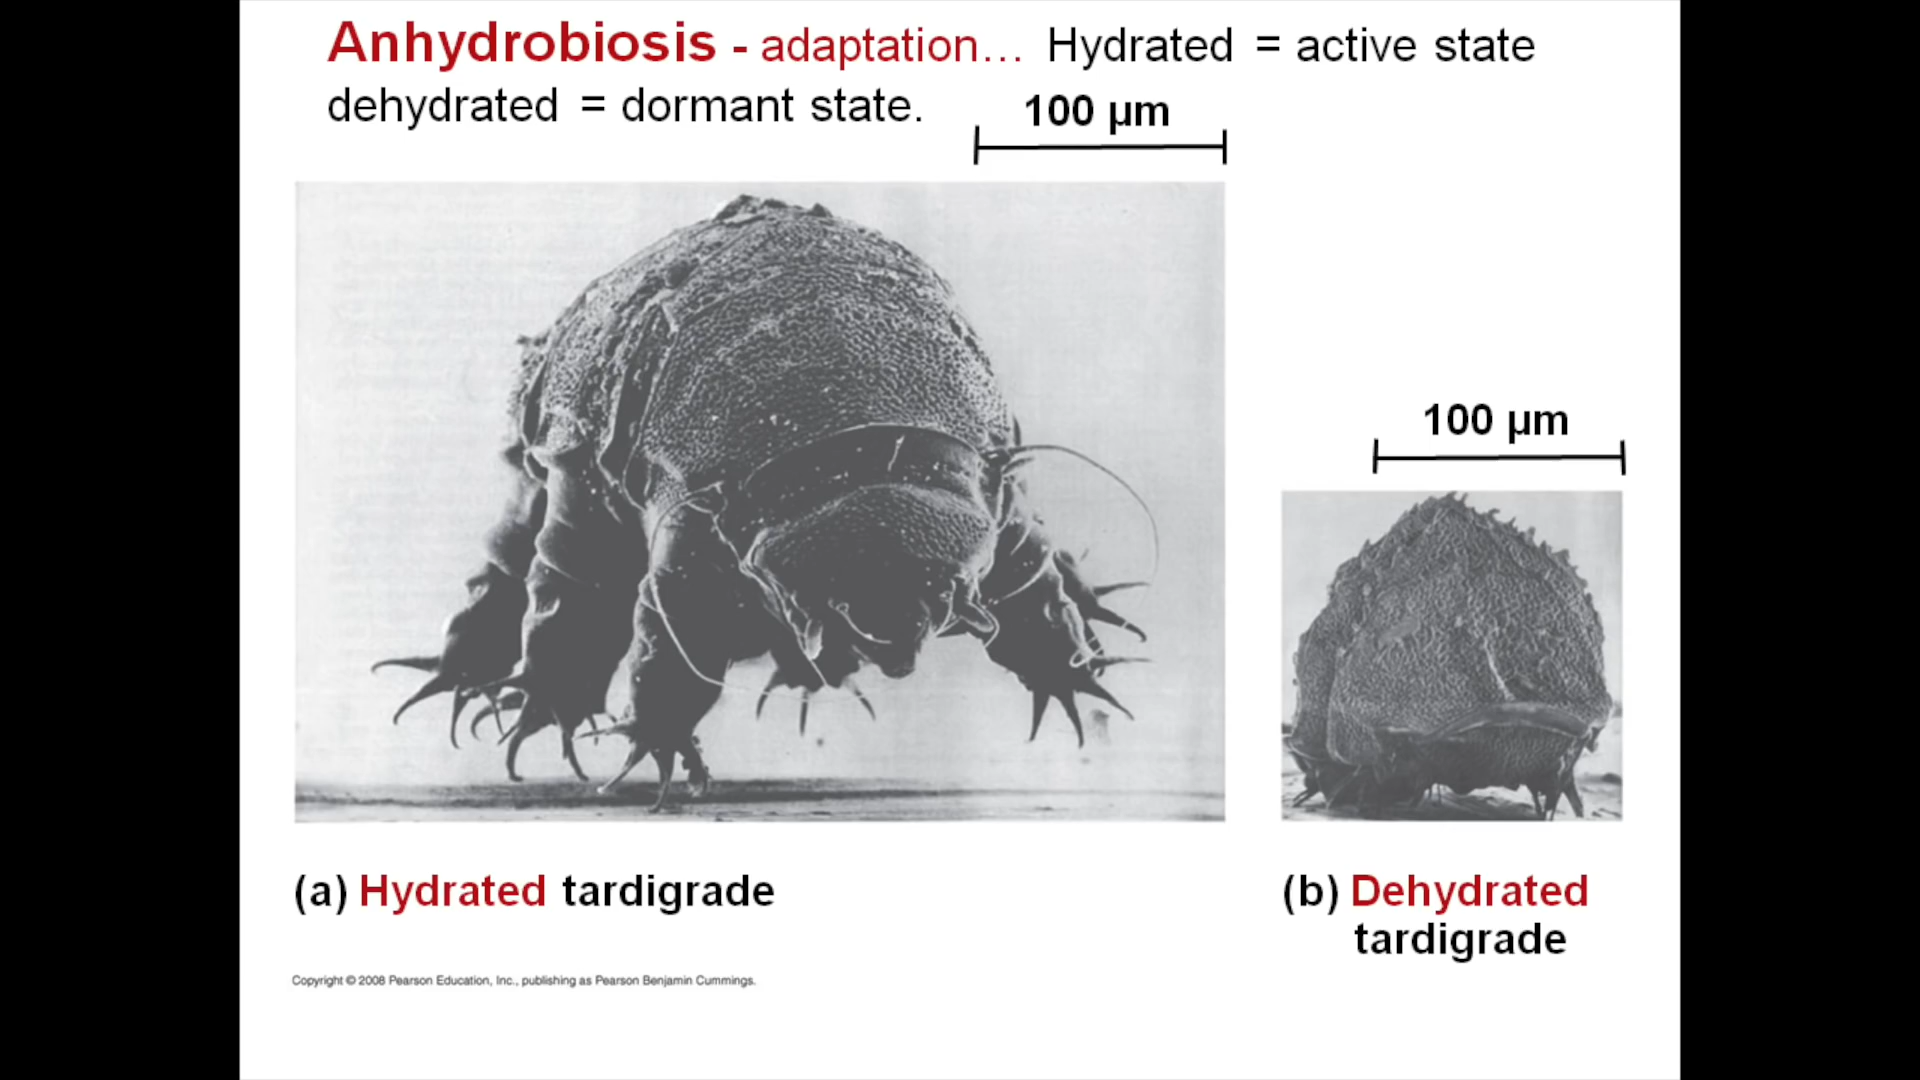 Anhydrobiosis - adaptation… Hydrated = active state
dehydrated = dormant state.
100 µm
100 µm
(a) Hydrated tardigrade
(b) Dehydrated
tardigrade
Copyright © 2008 Pearson Education, Inc., publishing as Pearson Benjamin Cummings.